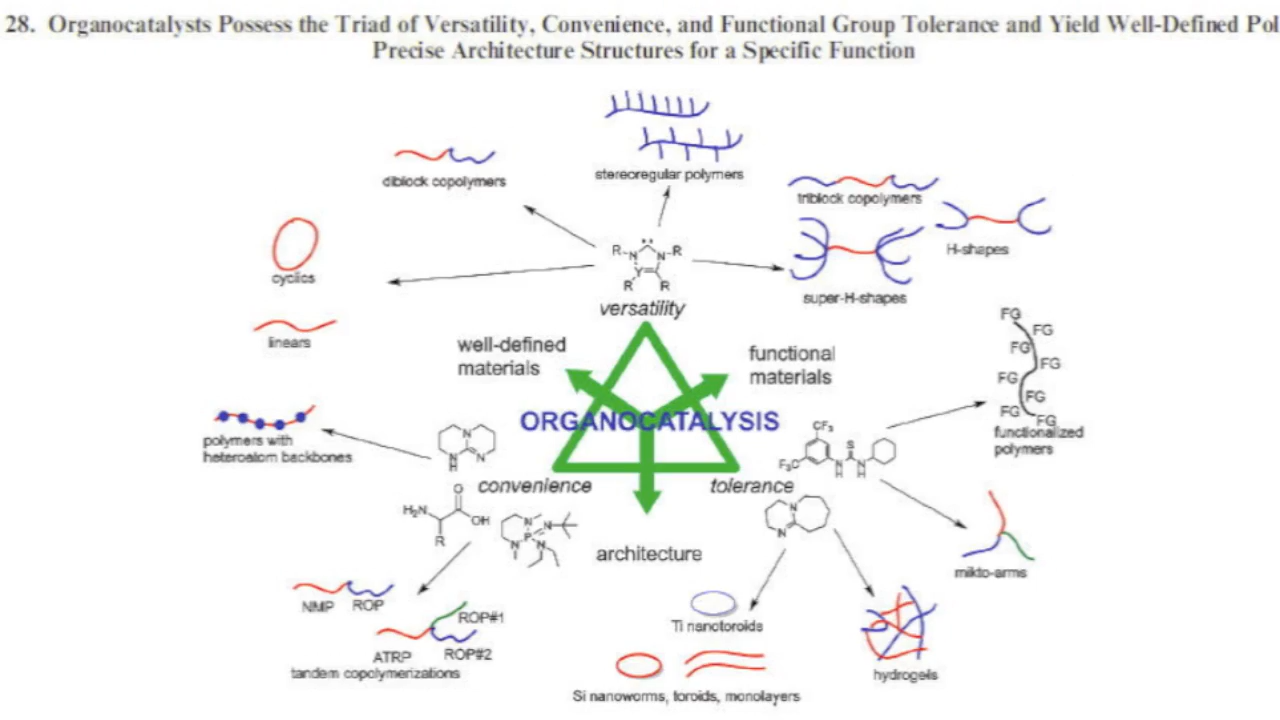 28. Organocatalysts Possess the Triad of Versatility, Convenience, and Functional Group Tolerance and Yield Well-Defined Pol
Precise Architecture Structures for a Specific Function
diblock copolymers
stereoregular polymers
triblock copolymers
H-shapes
super-H-shapes
cyclics
linears
R N N R
Y
R R
versatility
well-defined
materials
functional
materials
ORGANOCATALYSIS
FG
FG
FG
FG
FG
FG
FG
FG
functionalized
polymers
polymers with
heteroatom backbones
N
N
H
N
CF3
F3C
S
N
H
N
H
convenience
tolerance
H2N
O
OH
R
N
P
N
N
N
N
N
architecture
mikto-arms
NMP ROP
ROP#1
ATRP ROP#2
tandem copolymerizations
Ti nanotoroids
Si nanoworms, toroids, monolayers
hydrogels